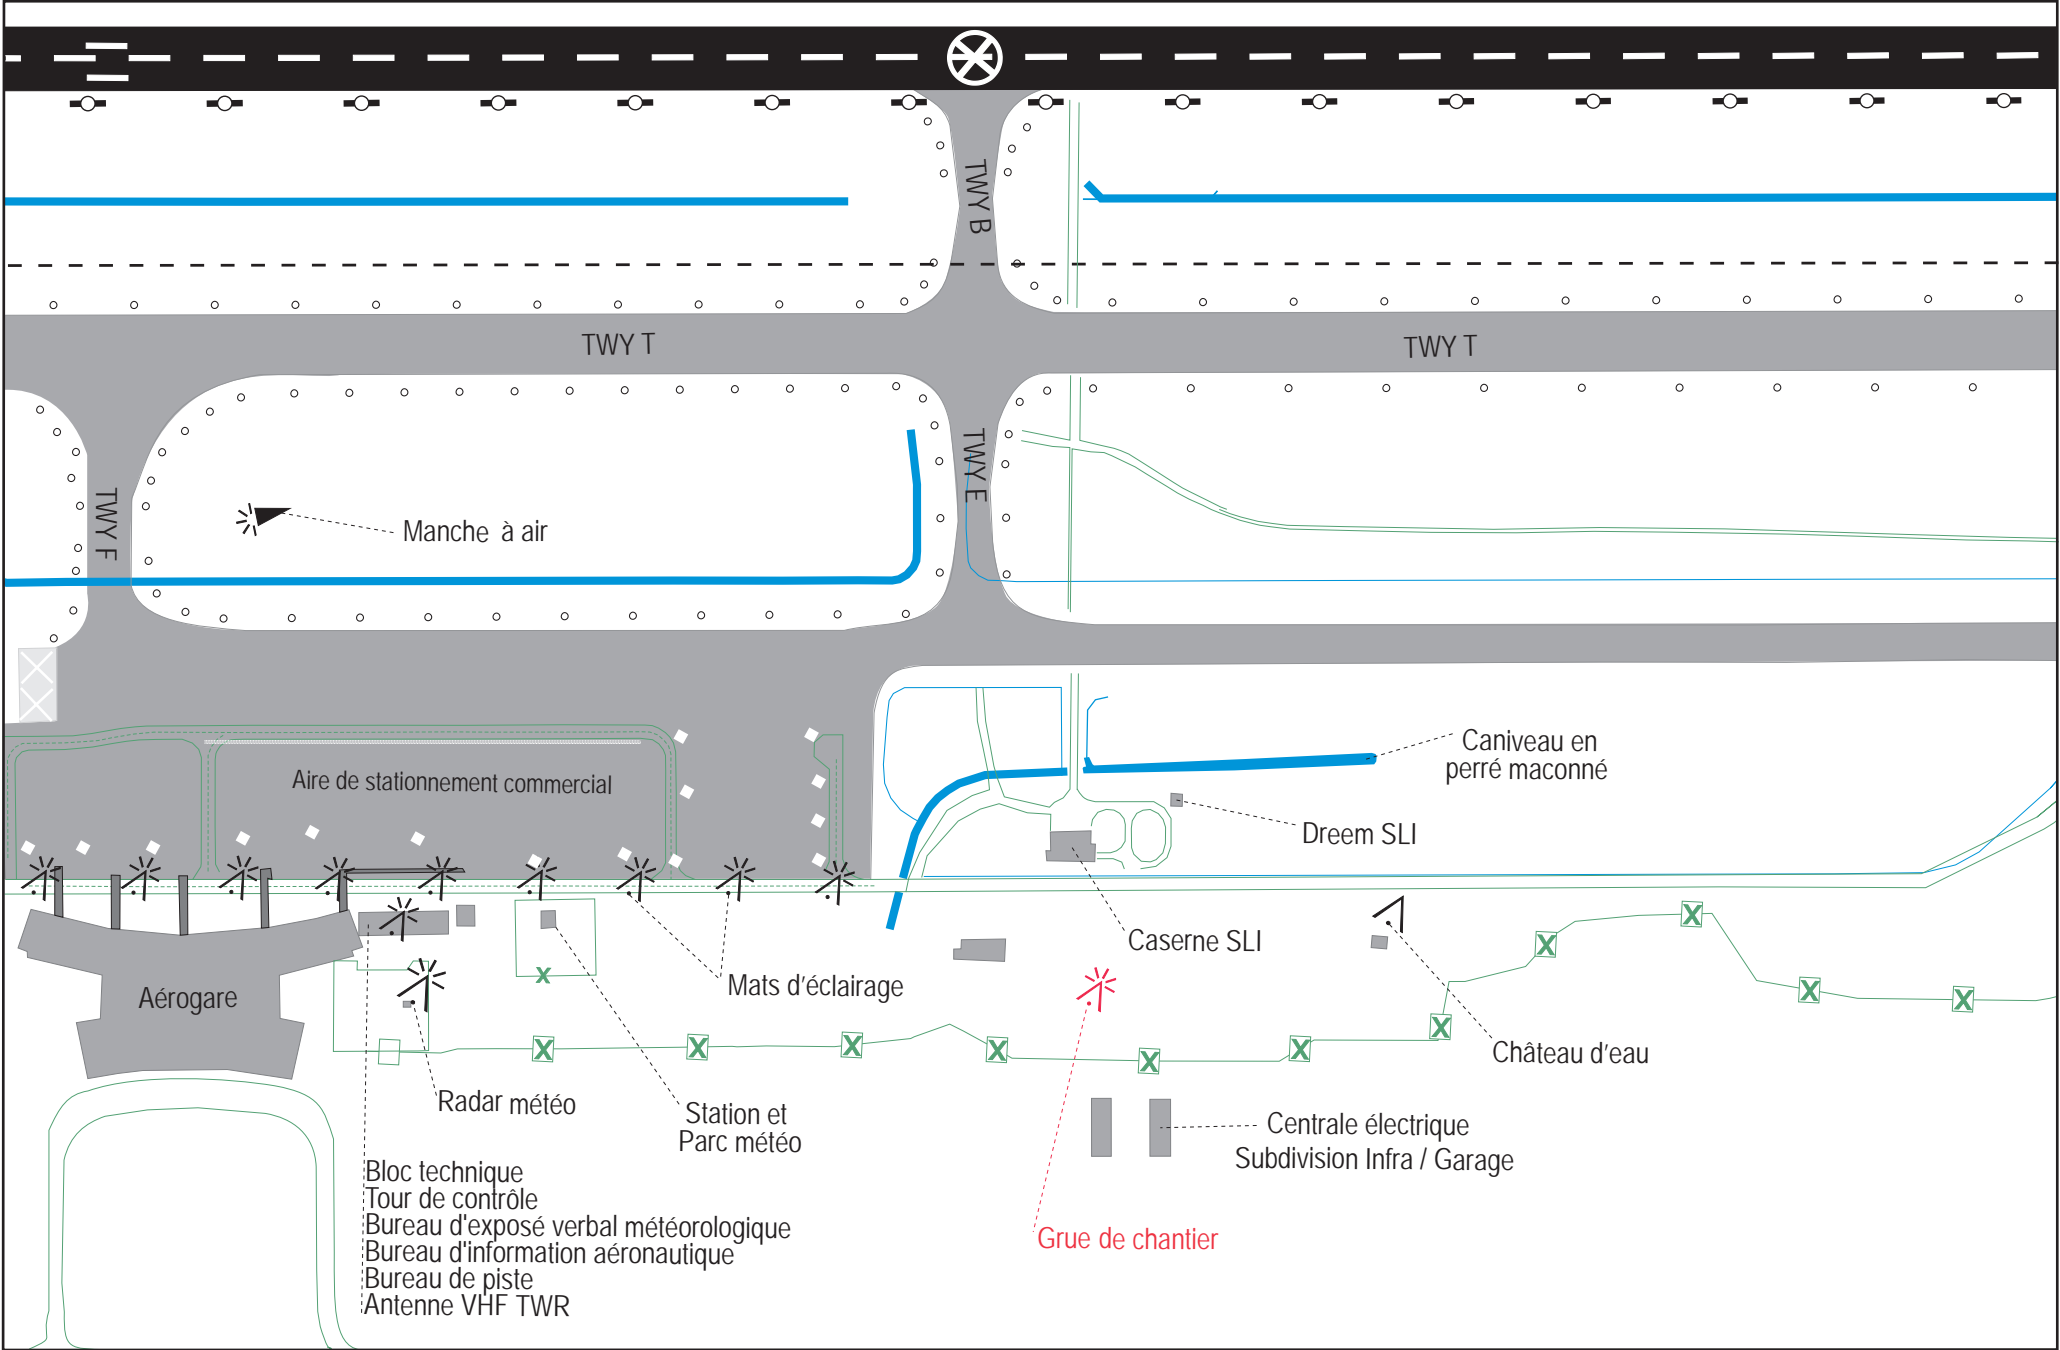 TWY B
TWY T
TWY T
TWY F
TWY E
Manche à air
Aire de stationnement commercial
Caniveau en
perré maconné
Dreem SLI
Caserne SLI
Mats d'éclairage
Aérogare
Château d'eau
Radar météo
Station et
Parc météo
Centrale électrique
Subdivision Infra / Garage
Bloc technique
Tour de contrôle
Bureau d'exposé verbal météorologique
Bureau d'information aéronautique
Bureau de piste
Antenne VHF TWR
Grue de chantier